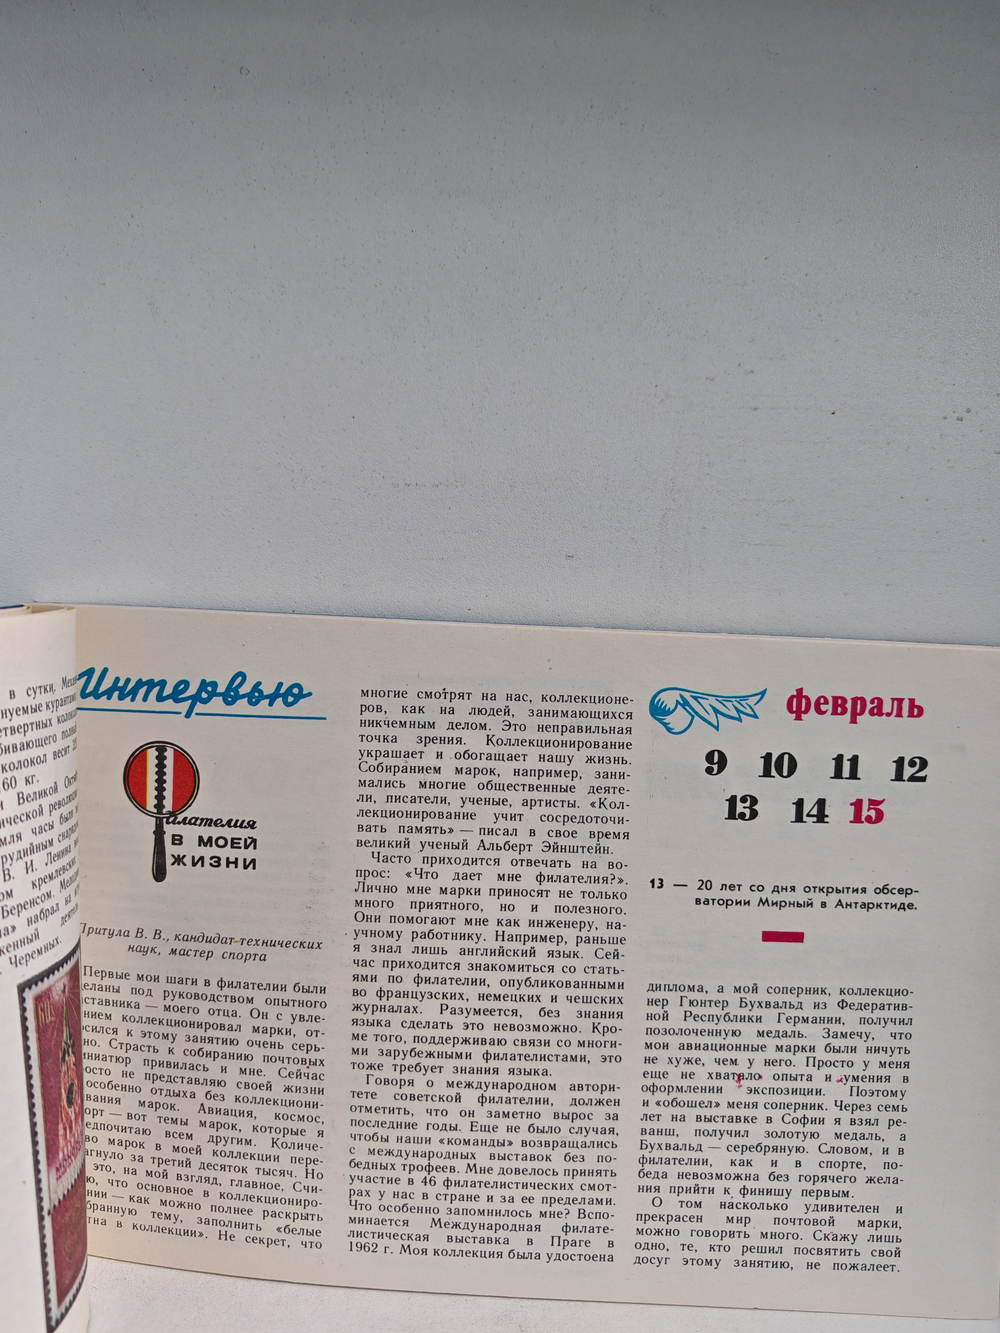 в сутки.
60 кг.
Великой
В. И. Ленина
кремлевских
Беренсом.
набрал на
Черемных.
Интервью
Филателия
В МОЕЙ
ЖИЗНИ
Притула В. В., кандидат технических
наук, мастер спорта
Первые мои шаги в филателии были
под руководством опытного
моего отца. Он с увле-
коллекционировал марки, от-
к этому занятию очень серь-
Страсть к собиранию почтовых
привилась и мне. Сейчас
не представляю своей жизни
особенно отдыха без коллекциони-
марок. Авиация, космос,
вот темы марок, которые я
всем другим. Количе-
марок в моей коллекции пере-
за третий десяток тысяч. Но
это, на мой взгляд, главное, Счи-
что основное в коллекциониро-
как можно полнее раскрыть
тему, заполнить «белые
в коллекции». Не секрет, что
многие смотрят на нас, коллекционе-
ров, как на людей, занимающихся
никчемным делом. Это неправильная
точка зрения. Коллекционирование
украшает и обогащает нашу жизнь.
Собиранием марок, например, зани-
мались многие общественные деяте-
ли, писатели, ученые, артисты. «Кол-
лекционирование учит сосредоточи-
вать память» — писал в свое время
великий ученый Альберт Эйнштейн.
Часто приходится отвечать на во-
прос: «Что дает мне филателия?».
Лично мне марки приносят не только
много приятного, но и полезного.
Они помогают мне как инженеру, на-
учному работнику. Например, раньше
я знал лишь английский язык. Сей-
час приходится знакомиться со стать-
ями по филателии, опубликованными
во французских, немецких и чешских
журналах. Разумеется, без знания
языка сделать это невозможно. Кро-
ме того, поддерживаю связи со многи-
ми зарубежными филателистами, это
тоже требует знания языка.
Говоря о международном автори-
тете советской филателии, должен
отметить, что он заметно вырос за
последние годы. Еще не было случая,
чтобы наши «команды» возвращались
с международных выставок без по-
бедных трофеев. Мне довелось принять
участие в 46 филателистических смот-
рах у нас в стране и за ее пределами.
Что особенно запомнилось мне? Вспо-
минается Международная филате-
листическая выставка в Праге в
1962 г. Моя коллекция была удостоена
февраль
9 10 11 12
13 14 15
13 — 20 лет со дня открытия обсер-
ватории Мирный в Антарктиде.
диплома, а мой соперник, коллекцио-
нер Гюнтер Бухвальд из Федератив-
ной Республики Германии, получил
позолоченную медаль. Замечу, что
мои авиационные марки были ничуть
не хуже, чем у него. Просто у меня
еще не хватало опыта и умения в
оформлении экспозиции. Поэтому
и «обошел» меня соперник. Через семь
лет на выставке в Софии я взял ре-
ванш, получил золотую медаль, а
Бухвальд — серебряную. Словом, и в
филателии, как и в спорте, по-
беда невозможна без горячего жела-
ния прийти к финишу первым.
О том насколько удивителен и
прекрасен мир почтовой марки,
можно говорить много. Скажу лишь
одно, те, кто решил посвятить свой
досуг этому занятию, не пожалеет.